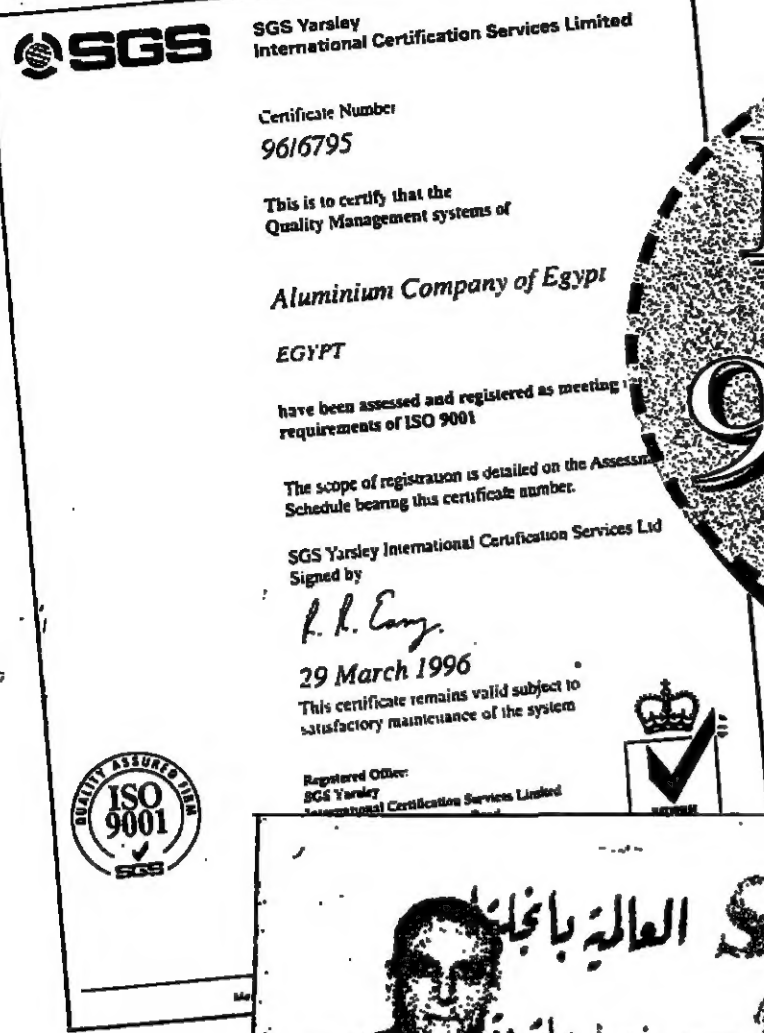 SGS
SGS Yarsley
International Certification Services Limited
Certificate Number
96/6795
This is to certify that the
Quality Management systems of
Aluminium Company of Egypt
EGYPT
have been assessed and registered as meeting
requirements of ISO 9001
The scope of registration is detailed on the Assessm
Schedule bearing this certificate number.
SGS Yarsley International Certification Services Ltd
Signed by
29 March 1996
This certificate remains valid subject to
satisfactory maintenance of the system
Registered Office:
SGS Yarsley
International Certification Services Limited
QUALITY ASSURED FIRM
ISO
9001
SGS
9
العالمية بانجلترا